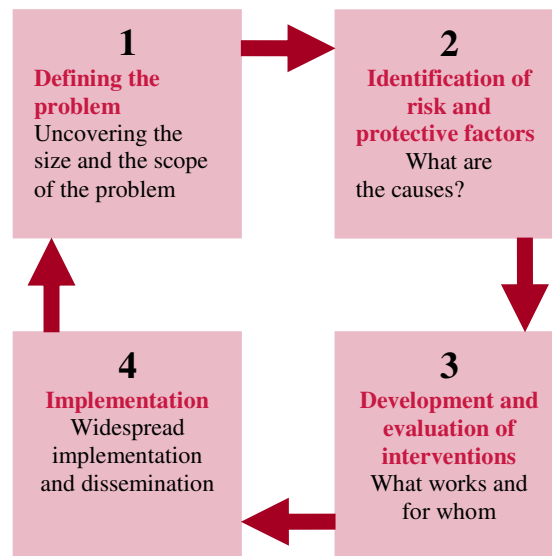 1
Defining the
problem
Uncovering the
size and the scope
of the problem
2
Identification of
risk and
protective factors
What are
the causes?
3
Development and
evaluation of
interventions
What works and
for whom
4
Implementation
Widespread
implementation
and dissemination